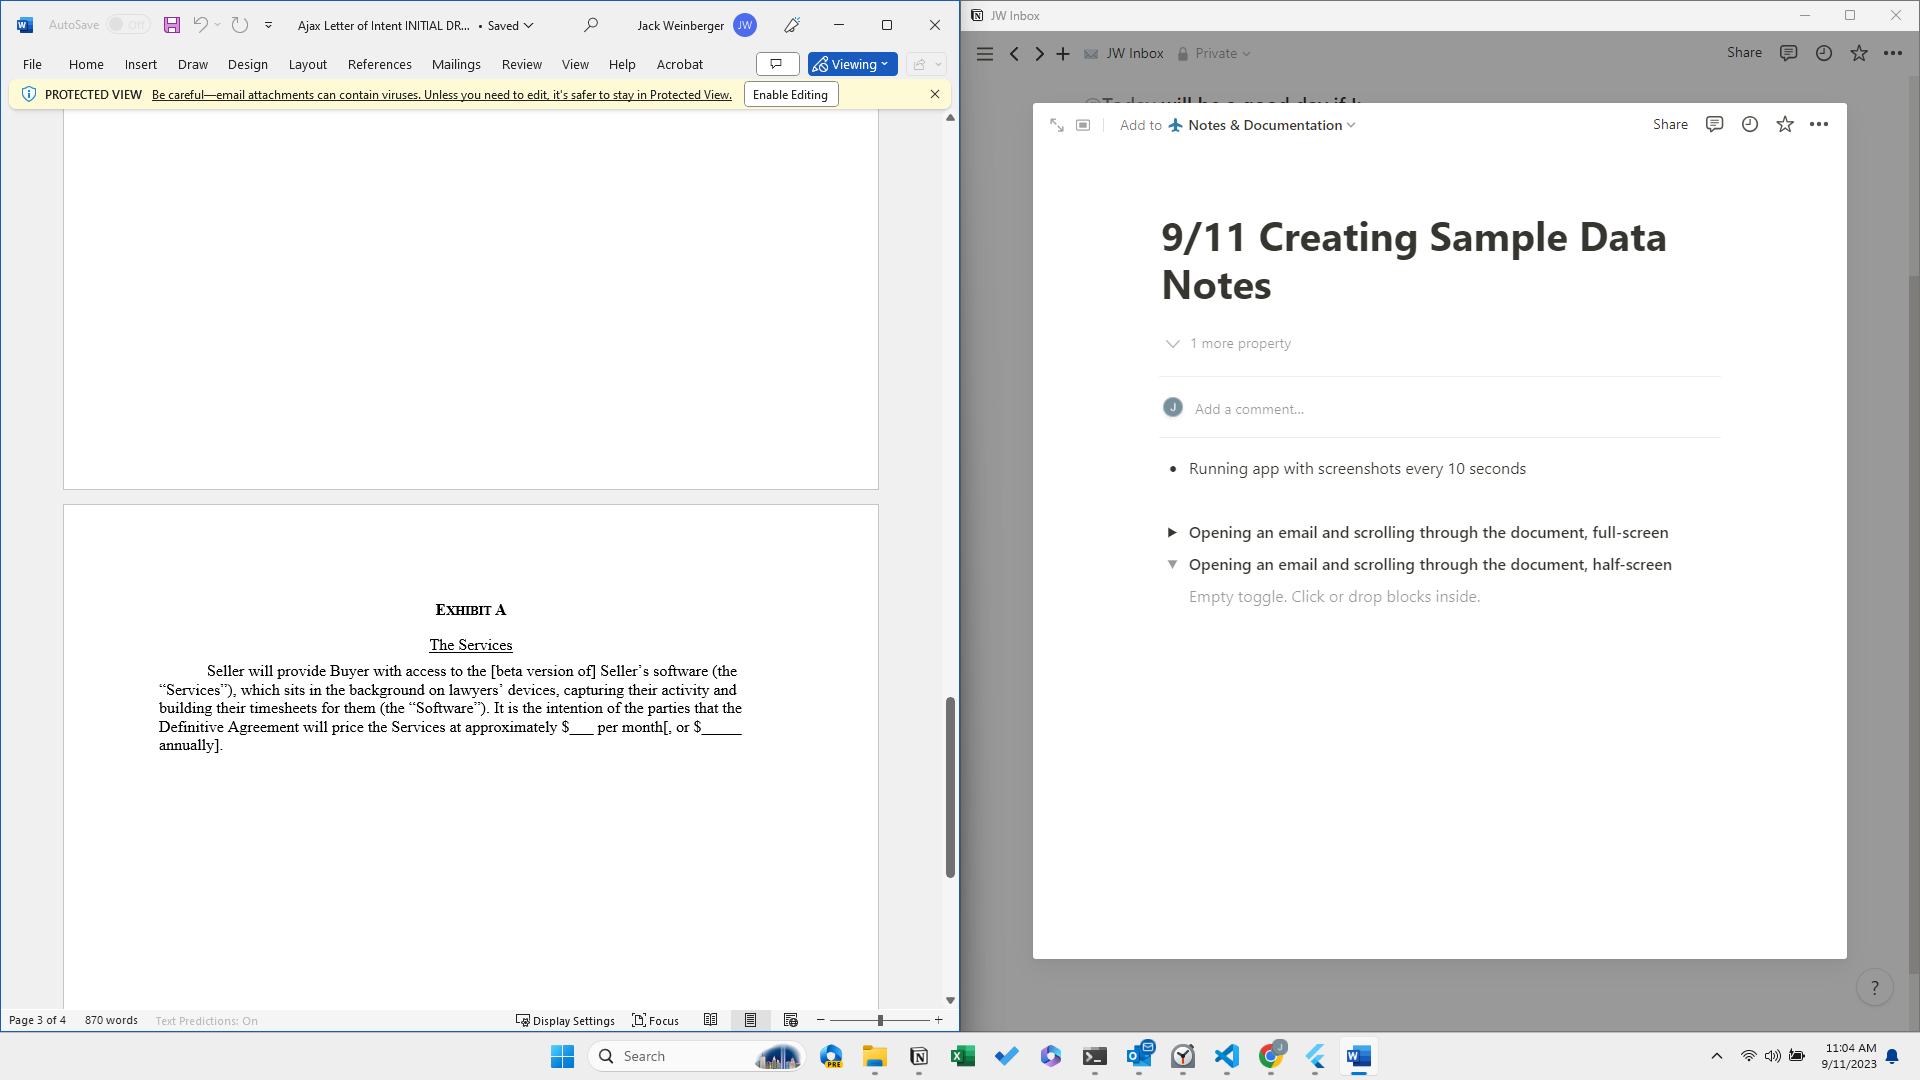 AutoSave Off Ajax Letter of Intent INITIAL DR... • Saved Jack Weinberger JW
File Home Insert Draw Design Layout References Mailings Review View Help Acrobat Viewing
PROTECTED VIEW Be careful—email attachments can contain viruses. Unless you need to edit, it's safer to stay in Protected View. Enable Editing
EXHIBIT A
The Services
Seller will provide Buyer with access to the [beta version of] Seller’s software (the
“Services”), which sits in the background on lawyers’ devices, capturing their activity and
building their timesheets for them (the “Software”). It is the intention of the parties that the
Definitive Agreement will price the Services at approximately $___ per month[, or $_____
annually].
Page 3 of 4 870 words Text Predictions: On Display Settings Focus
JW Inbox
JW Inbox Private Share
Add to Notes & Documentation Share
9/11 Creating Sample Data
Notes
1 more property
J Add a comment...
• Running app with screenshots every 10 seconds
Opening an email and scrolling through the document, full-screen
Opening an email and scrolling through the document, half-screen
Empty toggle. Click or drop blocks inside.
?
Search
PRE
J
11:04 AM
9/11/2023